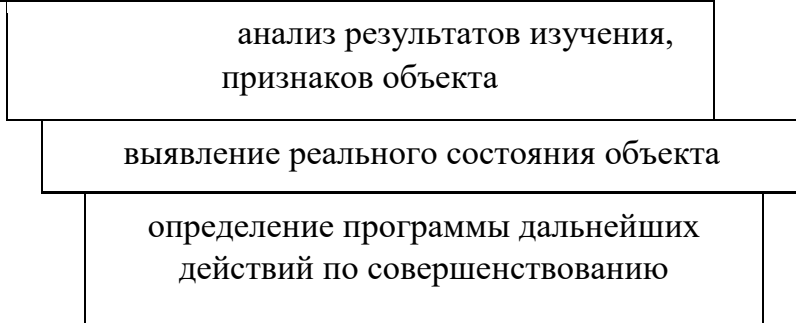 анализ результатов изучения,
признаков объекта
выявление реального состояния объекта
определение программы дальнейших
действий по совершенствованию